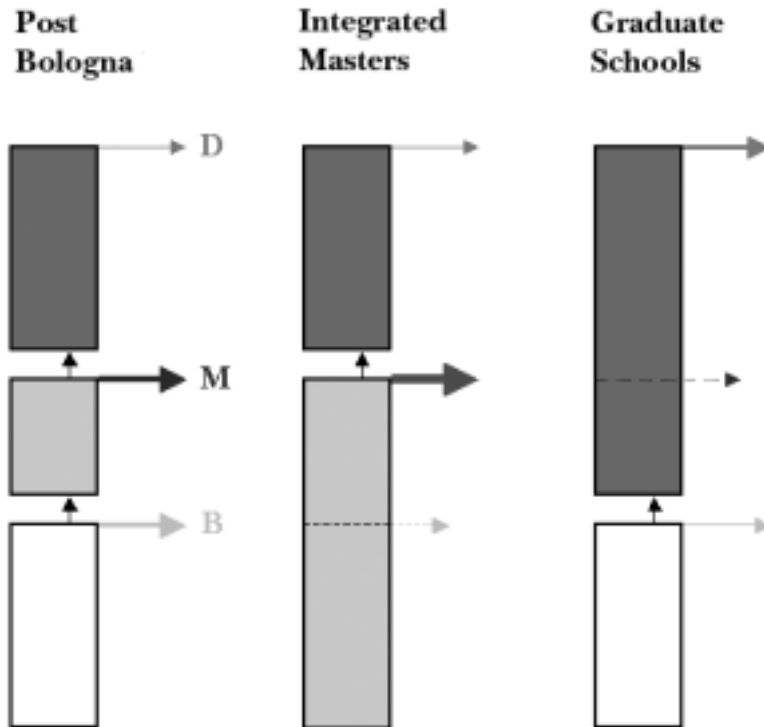 Post
Bologna
Integrated
Masters
Graduate
Schools
D
M
B